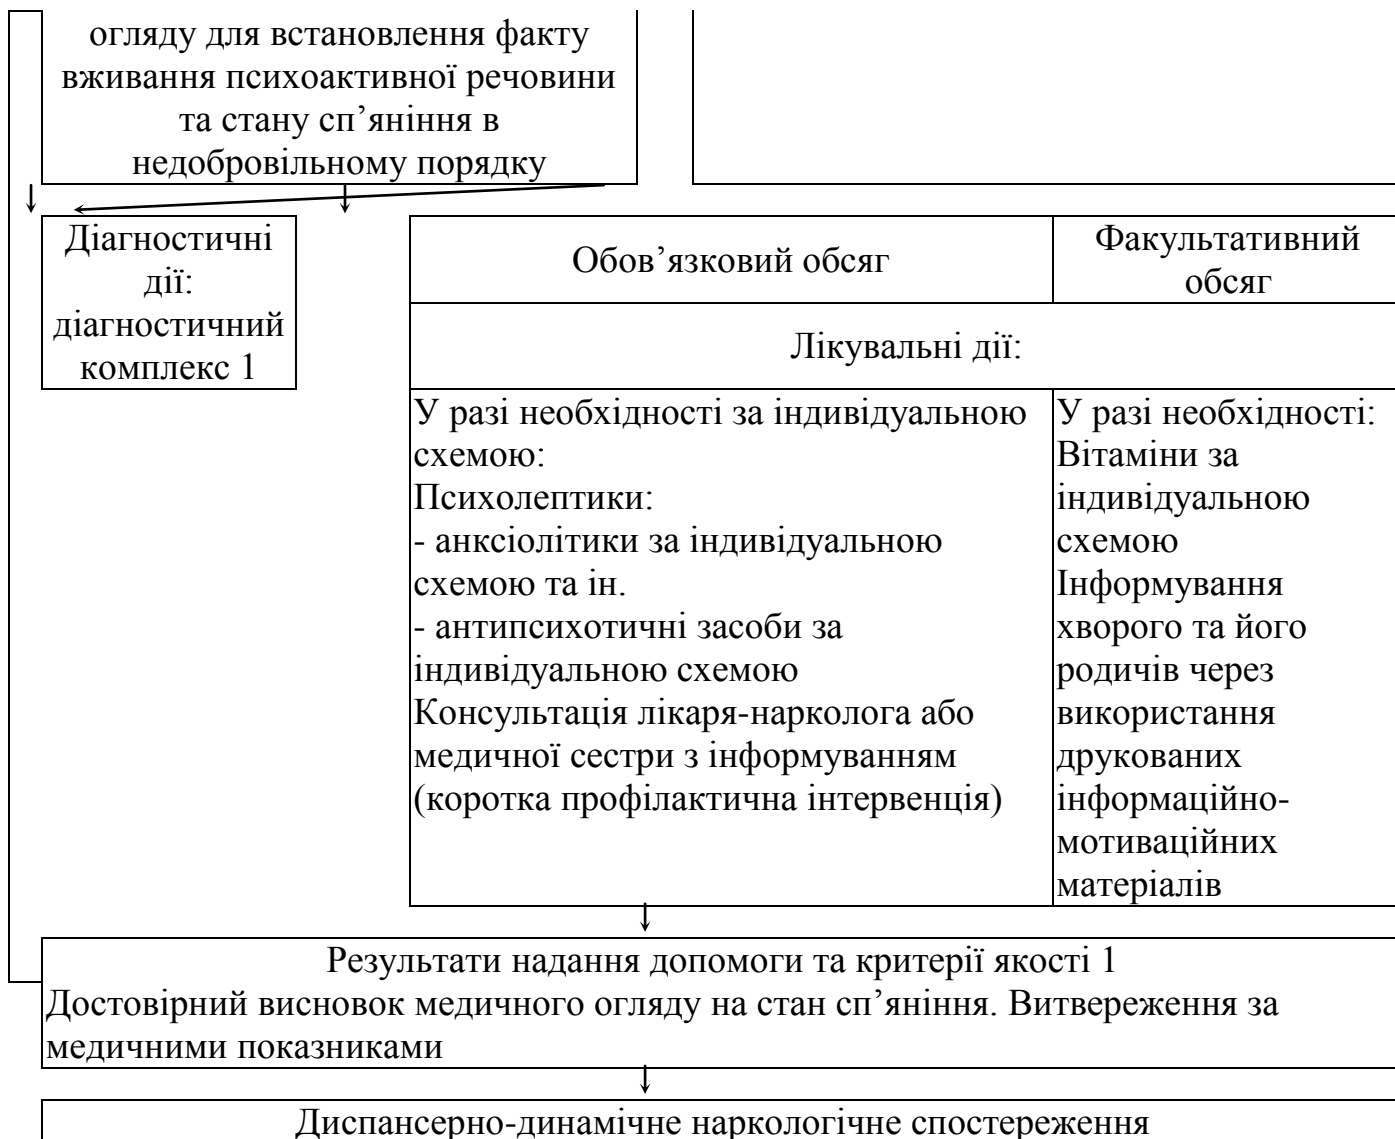 огляду для встановлення факту
вживання психоактивної речовини
та стану сп’яніння в
недобровільному порядку
Діагностичні
дії:
діагностичний
комплекс 1
Обов’язковий обсяг
Факультативний
обсяг
Лікувальні дії:
У разі необхідності за індивідуальною
схемою:
Психолептики:
- анксіолітики за індивідуальною
схемою та ін.
- антипсихотичні засоби за
індивідуальною схемою
Консультація лікаря-нарколога або
медичної сестри з інформуванням
(коротка профілактична інтервенція)
У разі необхідності:
Вітаміни за
індивідуальною
схемою
Інформування
хворого та його
родичів через
використання
друкованих
інформаційно-
мотиваційних
матеріалів
Результати надання допомоги та критерії якості 1
Достовірний висновок медичного огляду на стан сп’яніння. Витвереження за
медичними показниками
Диспансерно-динамічне наркологічне спостереження